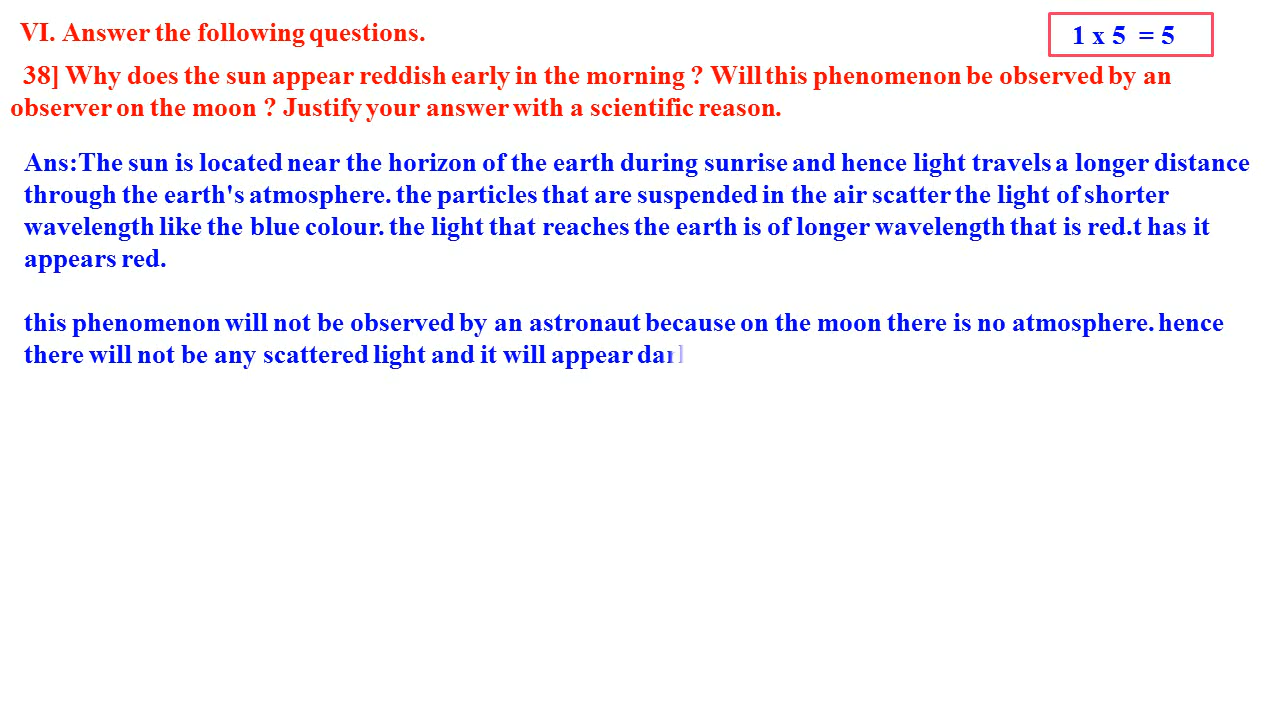 VI. Answer the following questions.
1 x 5 = 5
38] Why does the sun appear reddish early in the morning ? Will this phenomenon be observed by an
observer on the moon ? Justify your answer with a scientific reason.
Ans:The sun is located near the horizon of the earth during sunrise and hence light travels a longer distance
through the earth's atmosphere. the particles that are suspended in the air scatter the light of shorter
wavelength like the blue colour. the light that reaches the earth is of longer wavelength that is red.t has it
appears red.
this phenomenon will not be observed by an astronaut because on the moon there is no atmosphere. hence
there will not be any scattered light and it will appear